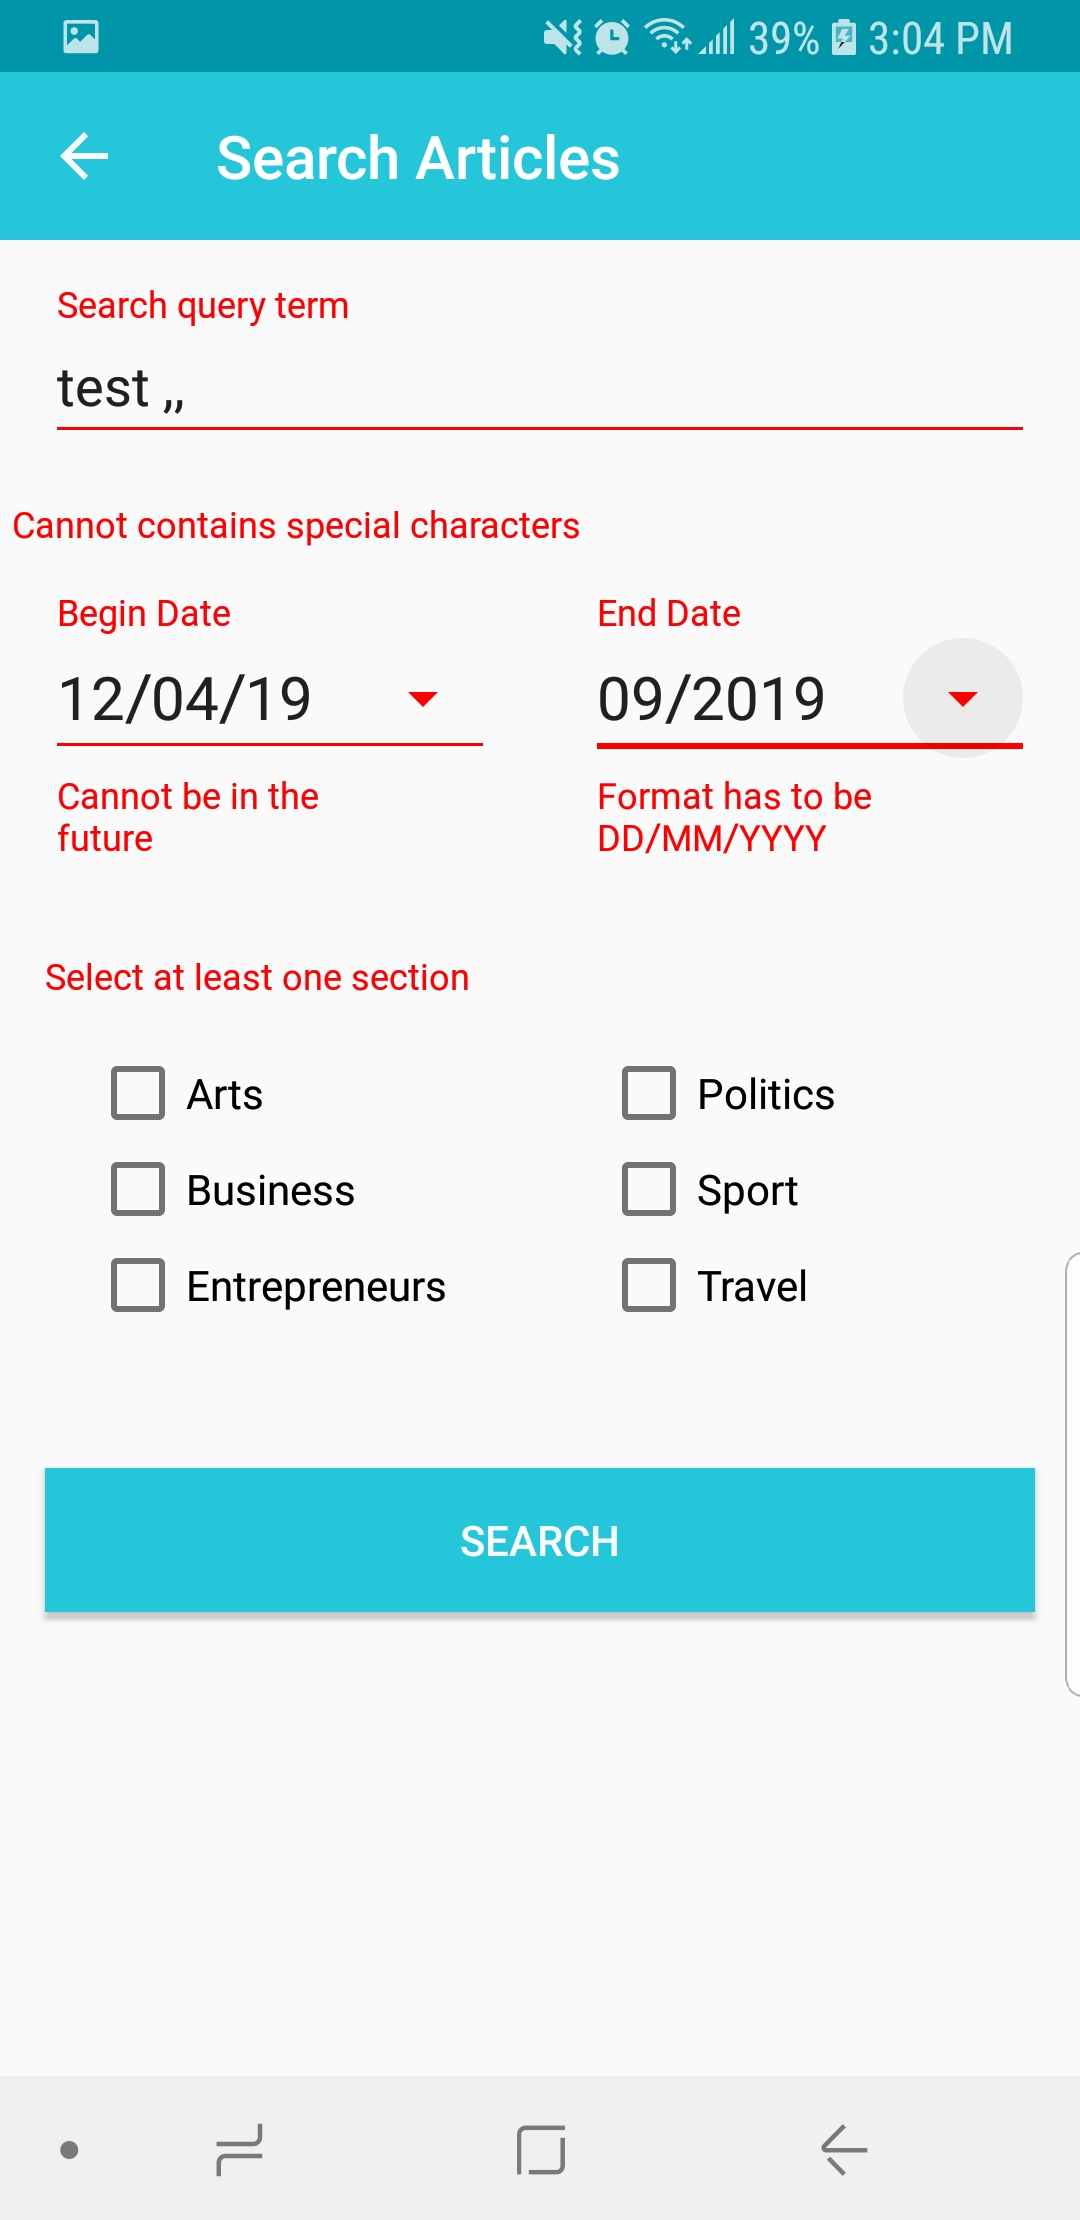 39% 3:04 PM
Search Articles
Search query term
test ,,
Cannot contains special characters
Begin Date
End Date
12/04/19
09/2019
Cannot be in the
future
Format has to be
DD/MM/YYYY
Select at least one section
Arts
Politics
Business
Sport
Entrepreneurs
Travel
SEARCH